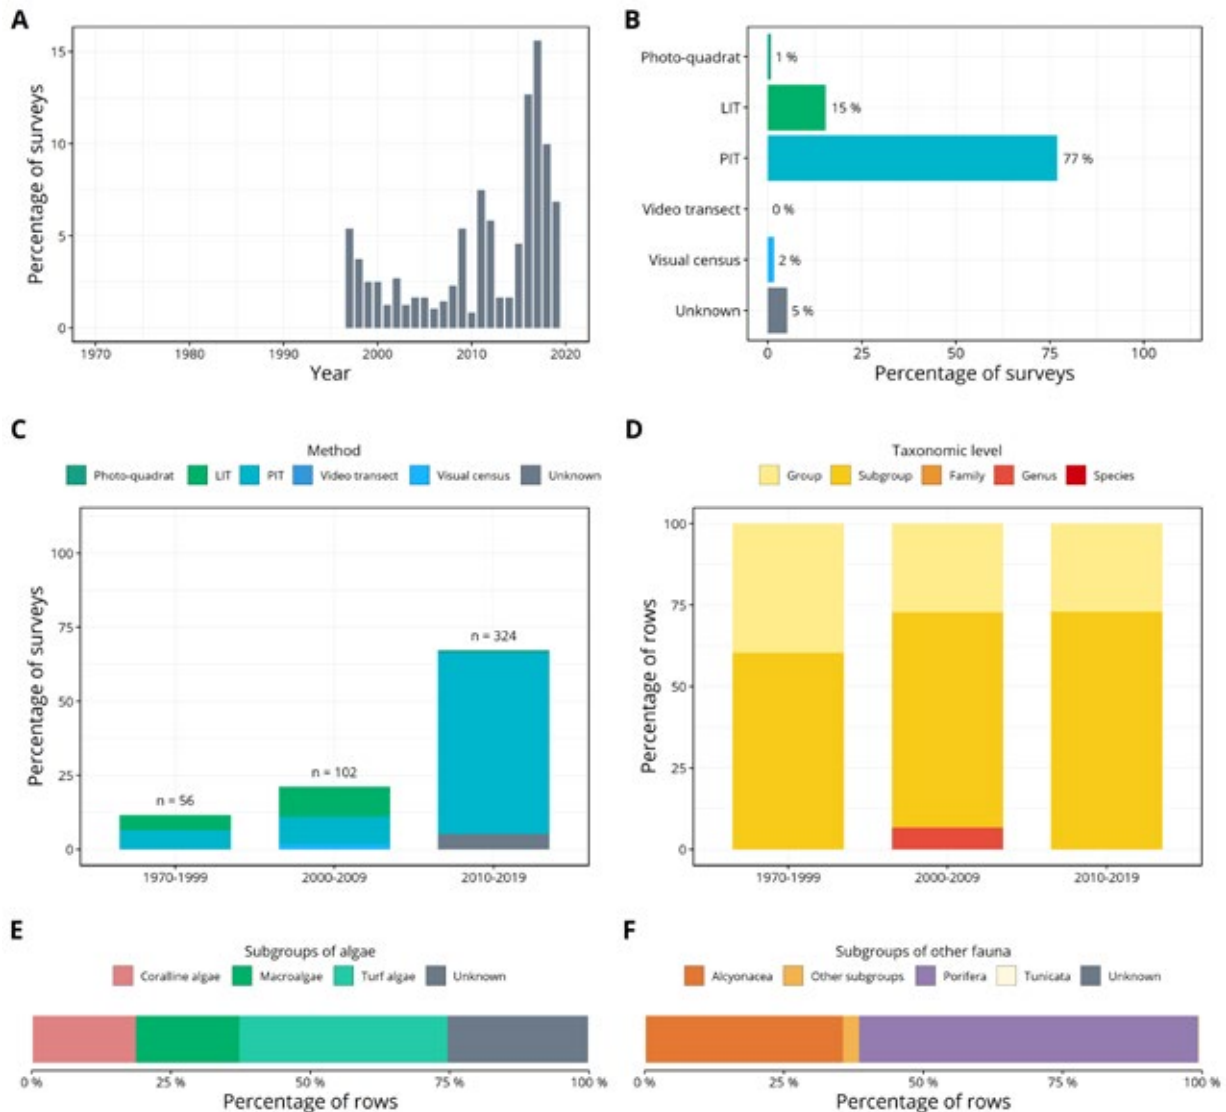 A
Percentage of surveys
15
10
5
0
1970 1980 1990 2000 2010 2020
Year
B
Photo-quadrat 1 %
LIT 15 %
PIT 77 %
Video transect 0 %
Visual census 2 %
Unknown 5 %
0 25 50 75 100
Percentage of surveys
C
Method
Photo-quadrat LIT PIT Video transect Visual census Unknown
Percentage of surveys
100
75
50
25
0
n = 56
n = 102
n = 324
1970-1999 2000-2009 2010-2019
D
Taxonomic level
Group Subgroup Family Genus Species
Percentage of rows
100
75
50
25
0
1970-1999 2000-2009 2010-2019
E
Subgroups of algae
Coralline algae Macroalgae Turf algae Unknown
0 % 25 % 50 % 75 % 100 %
Percentage of rows
F
Subgroups of other fauna
Alcyonacea Other subgroups Porifera Tunicata Unknown
0 % 25 % 50 % 75 % 100 %
Percentage of rows